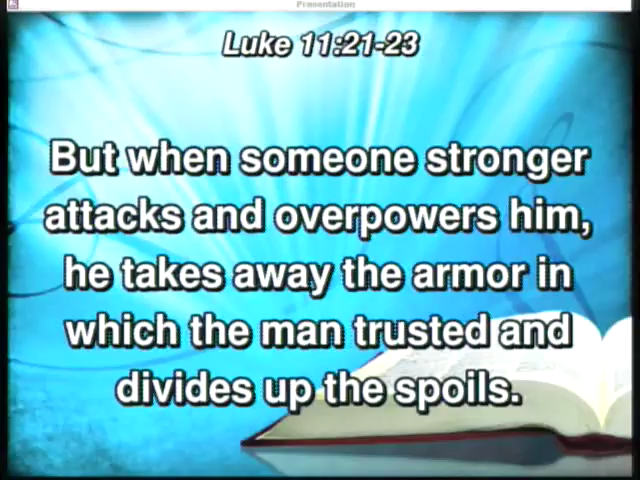 Presentation
Luke 11:21-23
But when someone stronger
attacks and overpowers him,
he takes away the armor in
which the man trusted and
divides up the spoils.